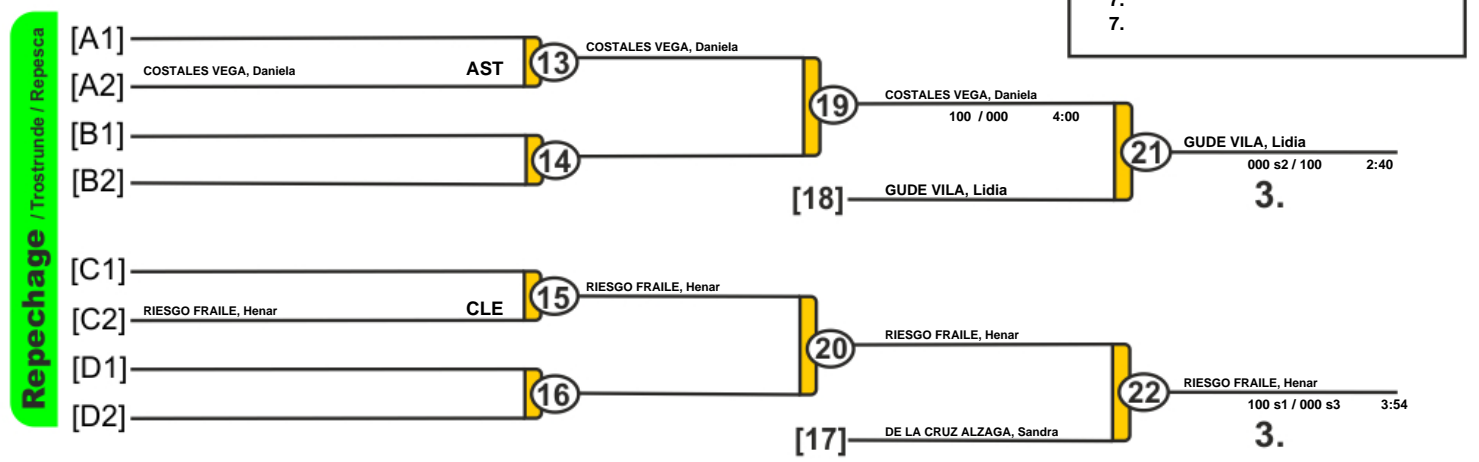 7.
7.
Repechage / Trostrunde / Repesca
[A1]
COSTALES VEGA, Daniela AST
[A2]
13
COSTALES VEGA, Daniela
[B1]
[B2]
14
19
COSTALES VEGA, Daniela
100 / 000 4:00
[18] GUDE VILA, Lidia
21
GUDE VILA, Lidia
000 s2 / 100 2:40
3.
[C1]
RIESGO FRAILE, Henar CLE
[C2]
15
RIESGO FRAILE, Henar
[D1]
[D2]
16
20
RIESGO FRAILE, Henar
[17] DE LA CRUZ ALZAGA, Sandra
22
RIESGO FRAILE, Henar
100 s1 / 000 s3 3:54
3.